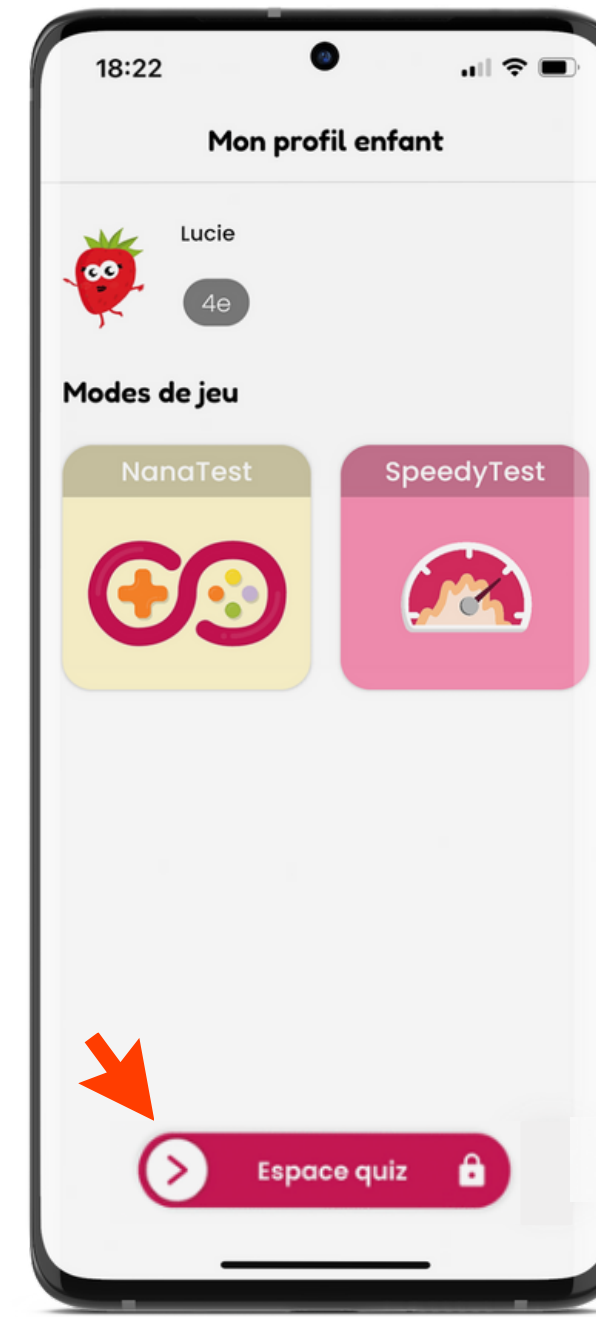 18:22
Mon profil enfant
Lucie
4e
Modes de jeu
NanaTest
SpeedyTest
Espace quiz